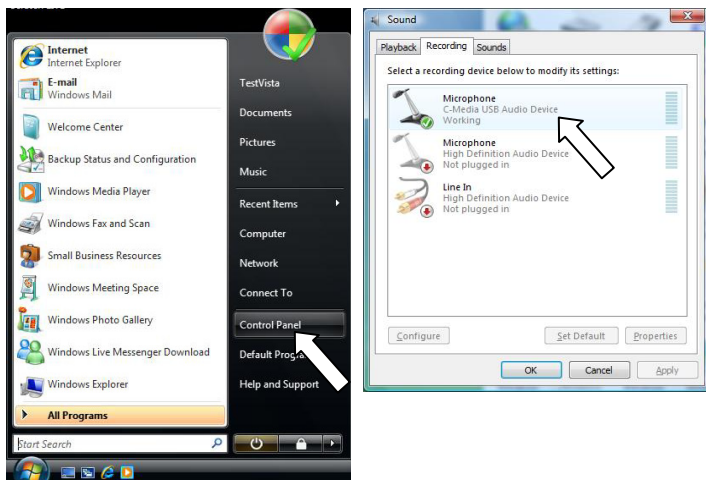 Internet
Internet Explorer
E-mail
Windows Mail
Welcome Center
Backup Status and Configuration
Windows Media Player
Windows Fax and Scan
Small Business Resources
Windows Meeting Space
Windows Photo Gallery
Windows Live Messenger Download
Windows Explorer
All Programs
Start Search
TestVista
Documents
Pictures
Music
Recent Items
Computer
Network
Connect To
Control Panel
Default
Help and Support
Sound
Playback Recording Sounds
Select a recording device below to modify its settings:
Microphone
C-Media USB Audio Device
Working
Microphone
High Definition Audio Device
Not plugged in
Line In
High Definition Audio Device
Not plugged in
Configure Set Default Properties
OK Cancel Apply